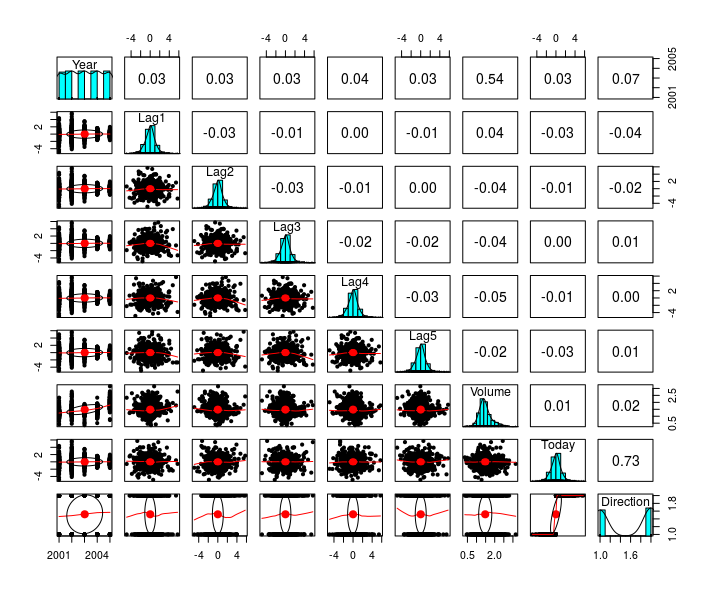 -4 0 4 -4 0 4 -4 0 4
Year 0.03 0.03 0.03 0.04 0.03 0.54 0.03 0.07 2001 2005
-4 2 Lag1 -0.03 -0.01 0.00 -0.01 0.04 -0.03 -0.04
Lag2 -0.03 -0.01 0.00 -0.04 -0.01 -0.02 -4 2
-4 2 Lag3 -0.02 -0.02 -0.04 0.00 0.01
Lag4 -0.03 -0.05 -0.01 0.00 -4 2
-4 2 Lag5 -0.02 -0.03 0.01
Volume 0.01 0.02 0.5 2.5
-4 2 Today 0.73
Direction 1.0 1.8
2001 2004 -4 0 4 -4 0 4 0.5 2.0 1.0 1.6